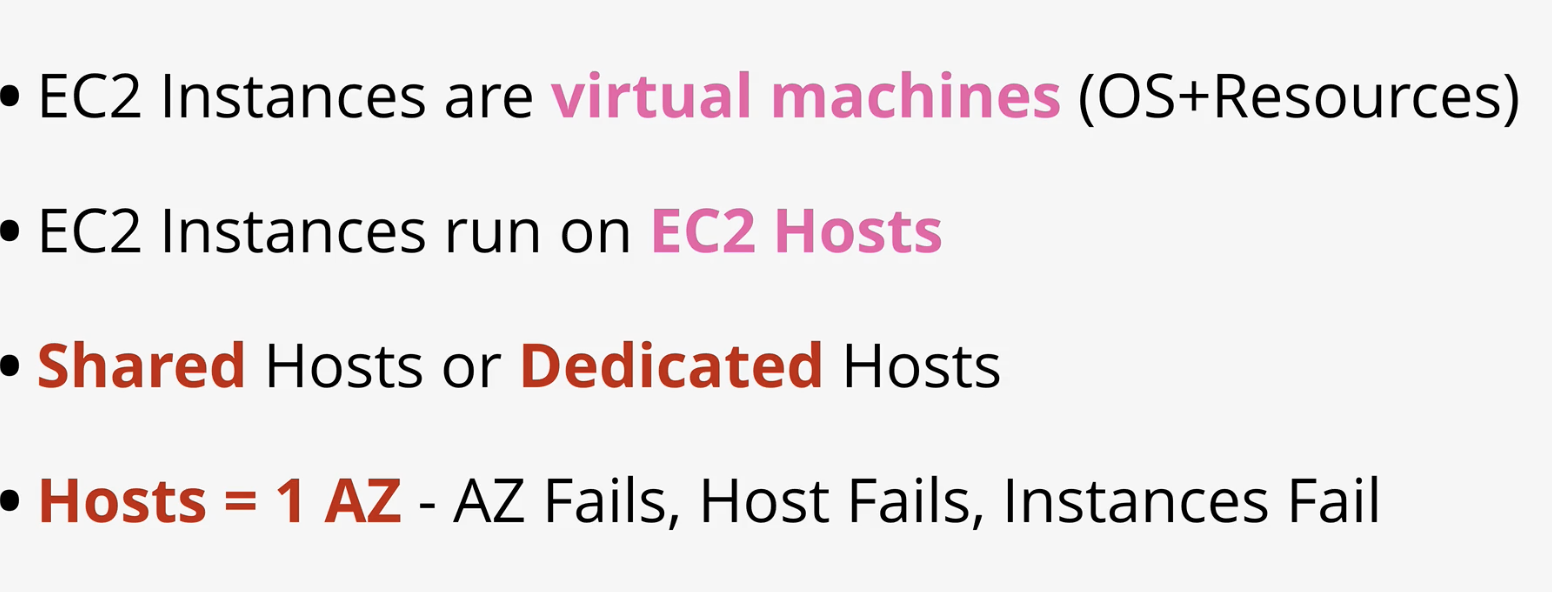 • EC2 Instances are virtual machines (OS+Resources)
• EC2 Instances run on EC2 Hosts
• Shared Hosts or Dedicated Hosts
• Hosts = 1 AZ - AZ Fails, Host Fails, Instances Fail